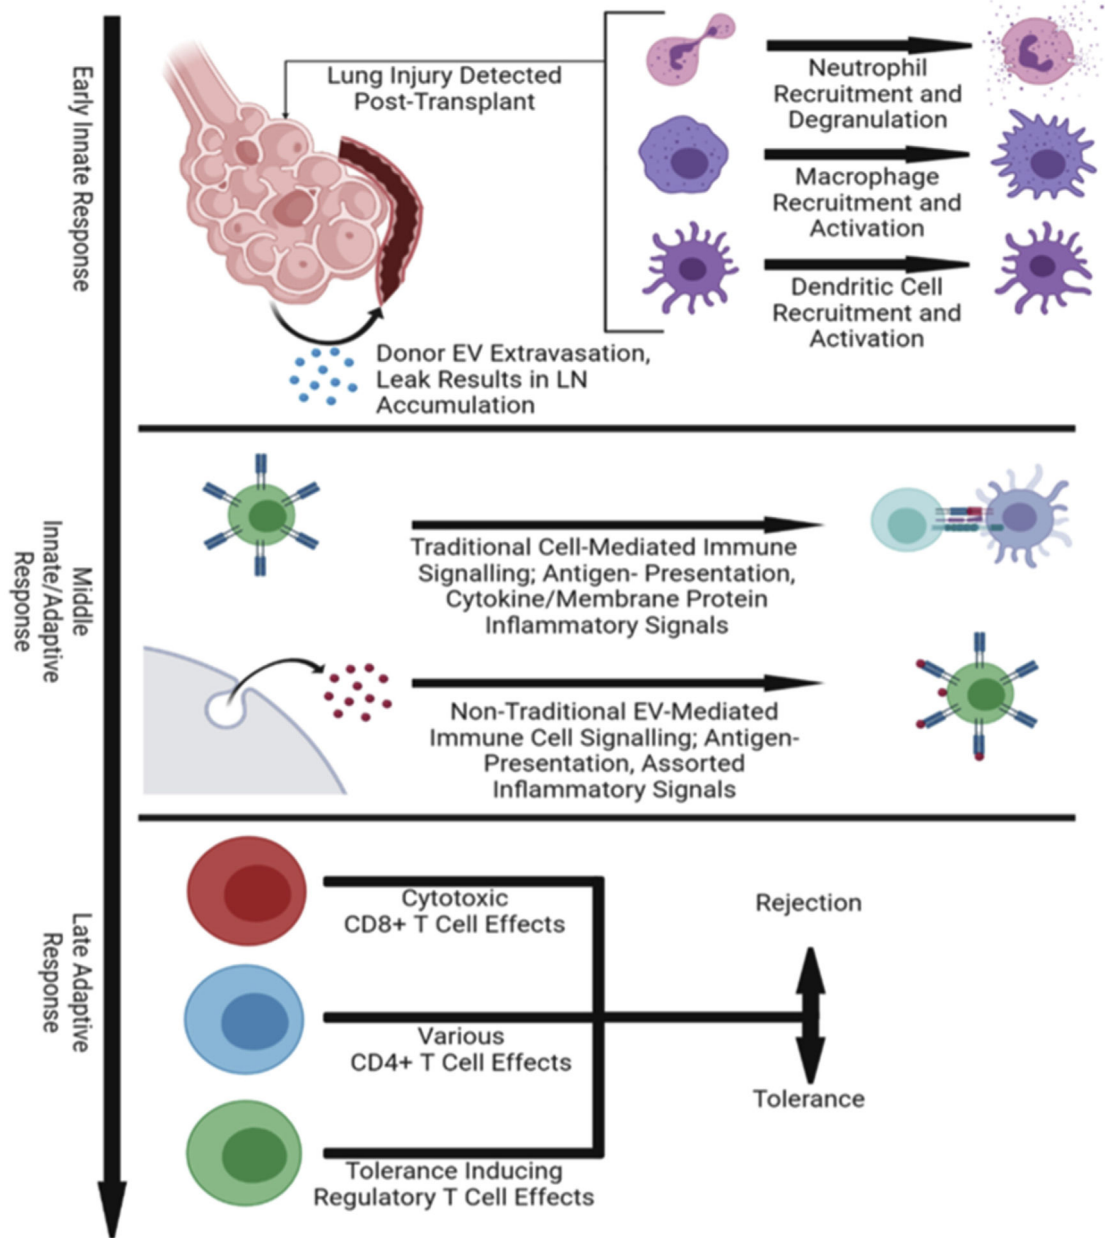 Early Innate Response
Lung Injury Detected
Post-Transplant
Neutrophil
Recruitment and
Degranulation
Macrophage
Recruitment and
Activation
Dendritic Cell
Recruitment and
Activation
Donor EV Extravasation,
Leak Results in LN
Accumulation
Middle
Innate/Adaptive
Response
Traditional Cell-Mediated Immune
Signalling; Antigen- Presentation,
Cytokine/Membrane Protein
Inflammatory Signals
Non-Traditional EV-Mediated
Immune Cell Signalling; Antigen-
Presentation, Assorted
Inflammatory Signals
Late Adaptive
Response
Cytotoxic
CD8+ T Cell Effects
Various
CD4+ T Cell Effects
Tolerance Inducing
Regulatory T Cell Effects
Rejection
Tolerance